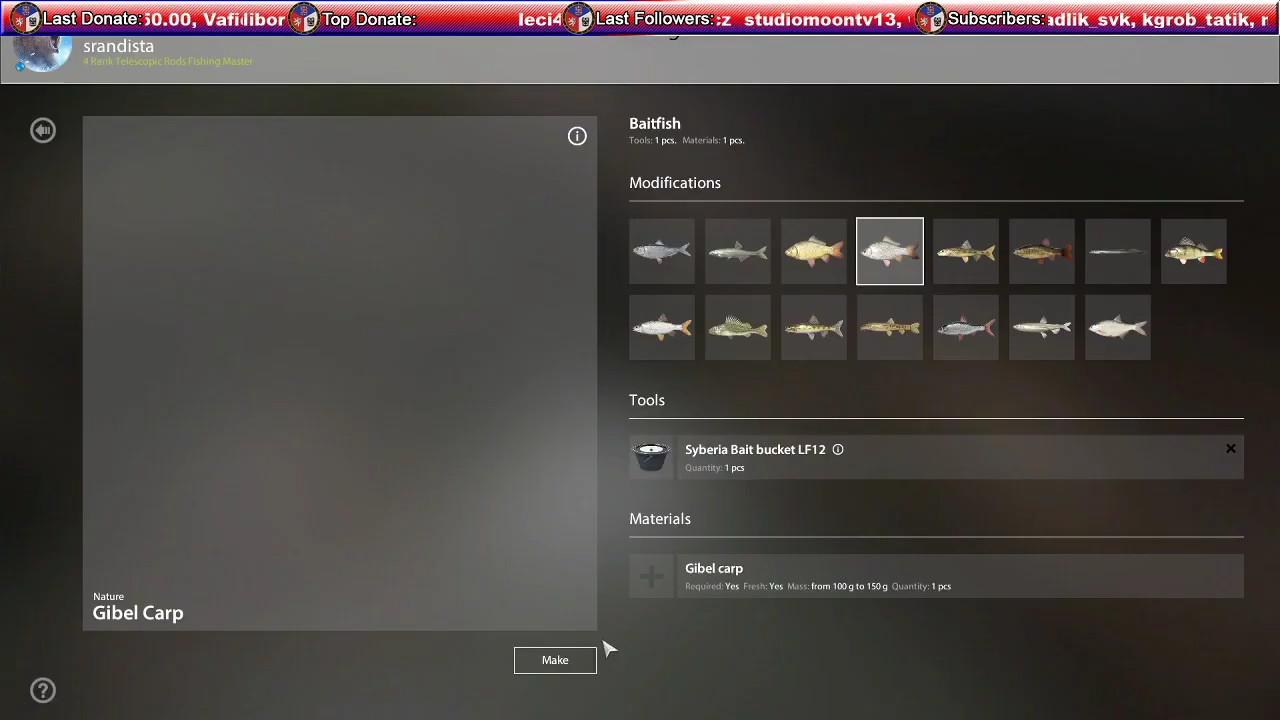 Last Donate: 50.00, Vafilibor Top Donate: leci4 Last Followers: cz studiomoontv13, Subscribers: adlik_svk, kgrob_tatik,
srandista
4 Rank Telescopic Rods Fishing Master
Baitfish
Tools: 1 pcs. Materials: 1 pcs.
Modifications
Tools
Syberia Bait bucket LF12
Quantity: 1 pcs
Materials
Gibel carp
Required: Yes Fresh: Yes Mass: from 100 g to 150 g Quantity: 1 pcs
Nature
Gibel Carp
Make